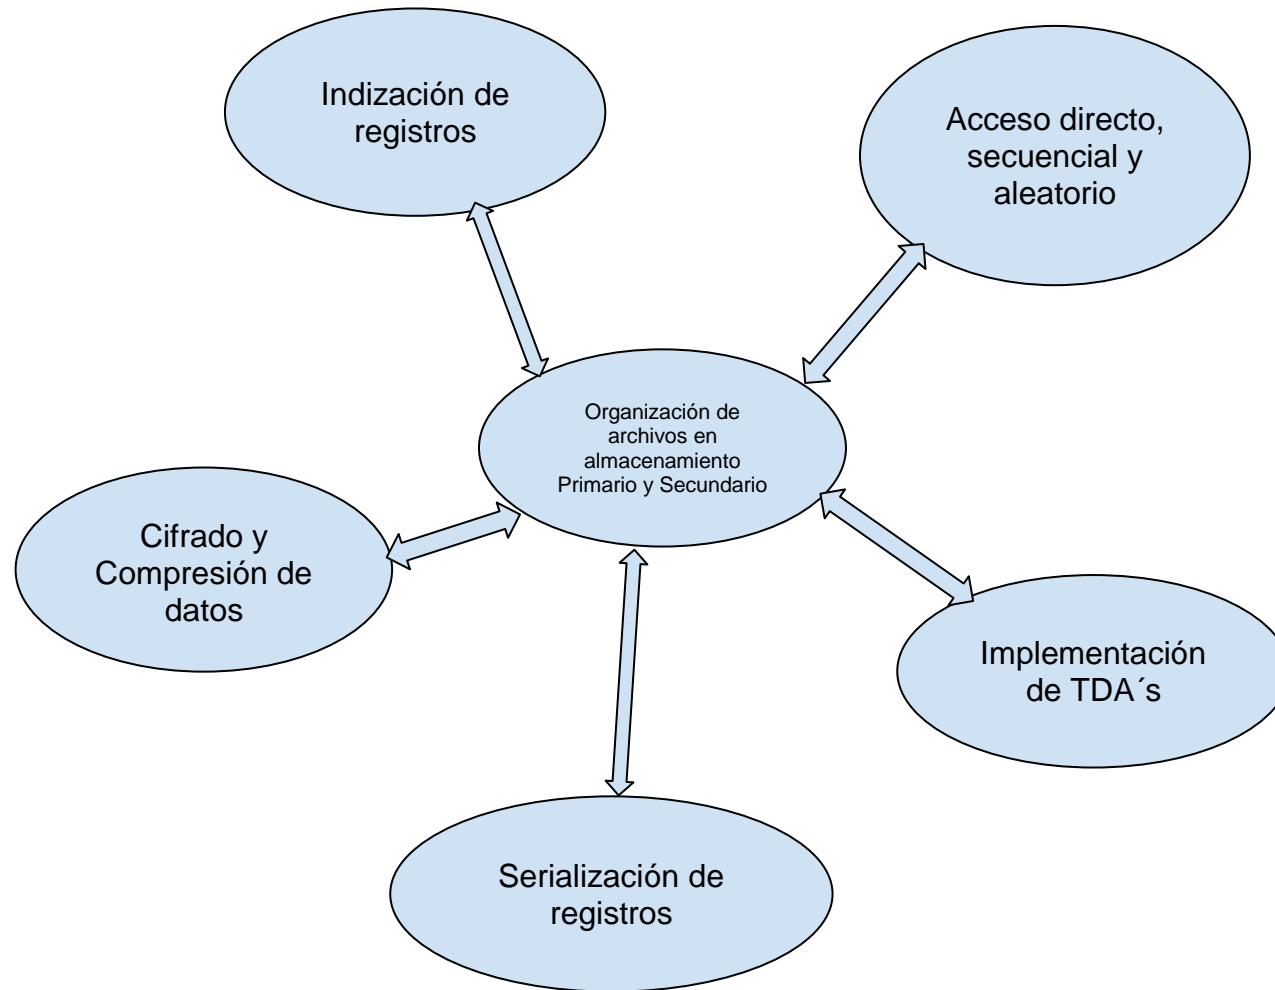 Indización de
registros
Acceso directo,
secuencial y
aleatorio
Organización de
archivos en
almacenamiento
Primario y Secundario
Cifrado y
Compresión de
datos
Implementación
de TDA´s
Serialización de
registros